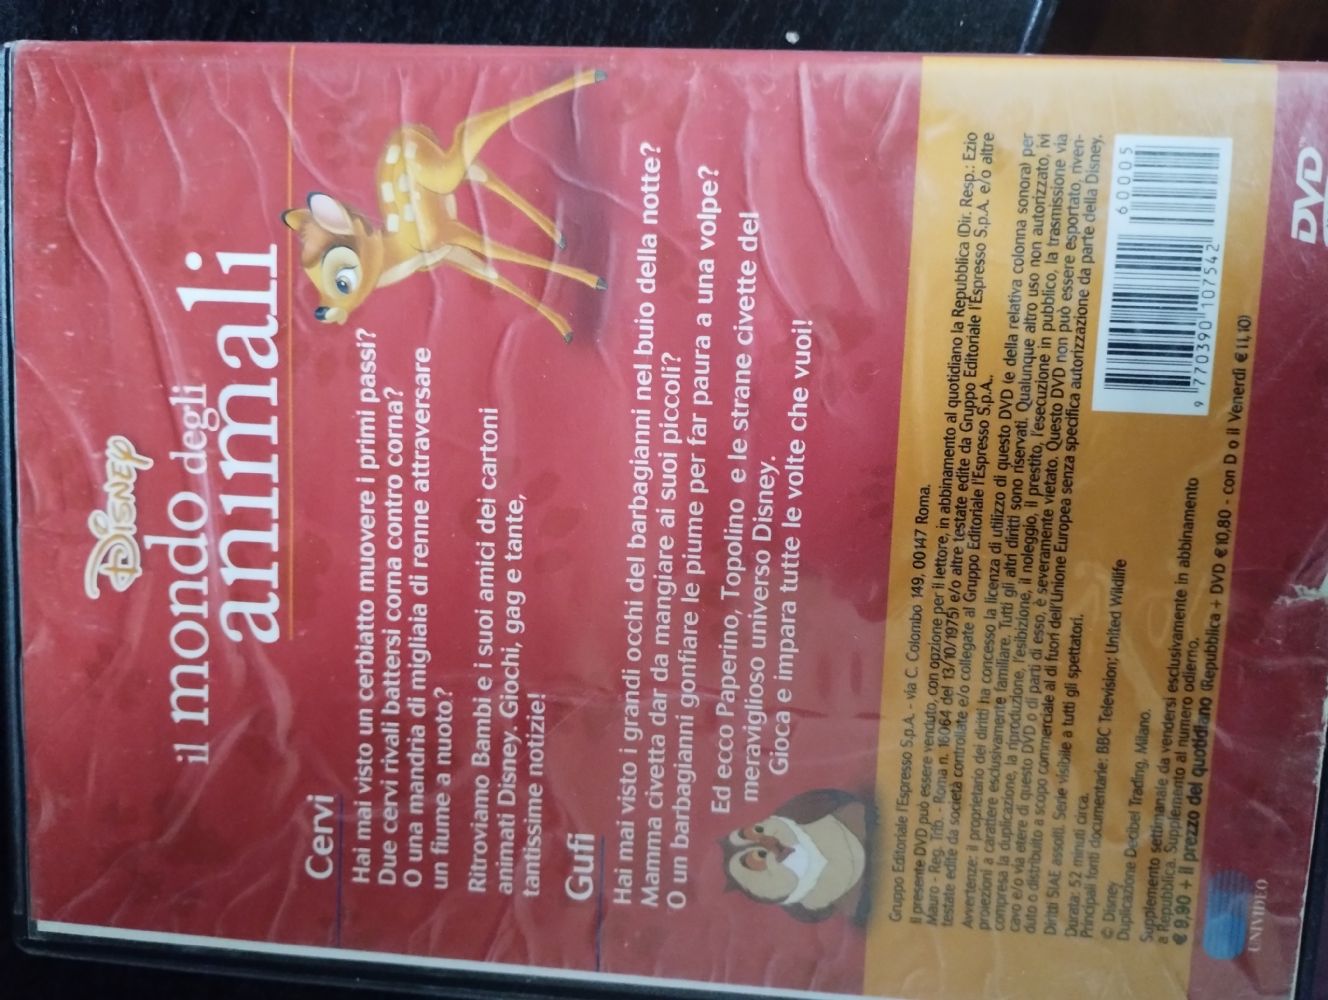 Disney
il mondo degli
animali
Cervi
Hai mai visto un cerbiatto muovere i primi passi?
Due cervi rivali battersi corna contro corna?
O una mandria di migliaia di renne attraversare
un fiume a nuoto?
Ritroviamo Bambi e i suoi amici dei cartoni
animati Disney. Giochi, gag e tante,
tantissime notizie!
Gufi
Hai mai visto i grandi occhi del barbagianni nel buio della notte?
Mamma civetta dar da mangiare ai suoi piccoli?
O un barbagianni gonfiare le piume per far paura a una volpe?
Ed ecco Paperino, Topolino e le strane civette del
meraviglioso universo Disney.
Gioca e impara tutte le volte che vuoi!
Gruppo Editoriale l'Espresso S.p.A. - via C. Colombo 149, 00147 Roma.
Il presente DVD può essere venduto, con opzione per il lettore, in abbinamento al quotidiano la Repubblica (Dir. Resp.: Ezio
Mauro - Reg. Trib. - Roma n. 16064 del 13/10/1975) e/o altre testate edite da Gruppo Editoriale l'Espresso S.p.A. e/o altre
testate edite da società controllate e/o collegate al Gruppo Editoriale l'Espresso S.p.A..
Avvertenze: il proprietario dei diritti ha concesso la licenza di utilizzo di questo DVD (e della relativa colonna sonora) per
proiezioni a carattere esclusivamente familiare. Tutti gli altri diritti sono riservati. Qualunque altro uso non autorizzato, ivi
compresa la duplicazione, la riproduzione, l'esibizione, il noleggio, il prestito, l'esecuzione in pubblico, la trasmissione via
cavo e/o via etere di questo DVD o di parti di esso, è severamente vietato. Questo DVD non può essere esportato, riven-
duto o distribuito a scopo commerciale al di fuori dell'Unione Europea senza specifica autorizzazione da parte della Disney.
Diritti SIAE assolti. Serie visibile a tutti gli spettatori.
Durata: 52 minuti circa.
Principali fonti documentarie: BBC Television; United Wildlife
© Disney
Duplicazione Decibel Trading, Milano.
Supplemento settimanale da vendersi esclusivamente in abbinamento
a Repubblica. Supplemento al numero odierno.
€ 9,90 + il prezzo del quotidiano (Repubblica + DVD € 10,80 - con D o il Venerdì € 11,10)
60005
9 770390 107542
UNIVIDEO
DVD